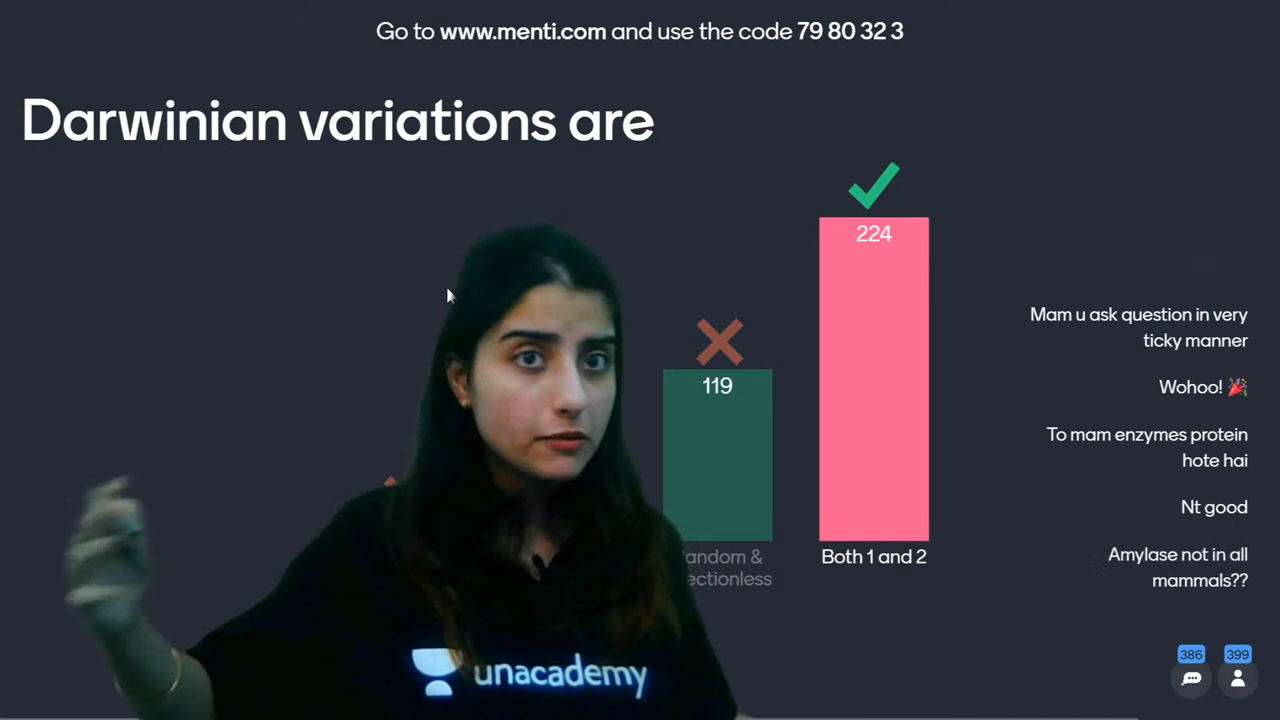 Go to www.menti.com and use the code 79 80 32 3
Darwinian variations are
224
119
andom &
ectionless
Both 1 and 2
Mam u ask question in very
ticky manner
Wohoo! 🎉
To mam enzymes protein
hote hai
Nt good
Amylase not in all
mammals??
unacademy
386
399